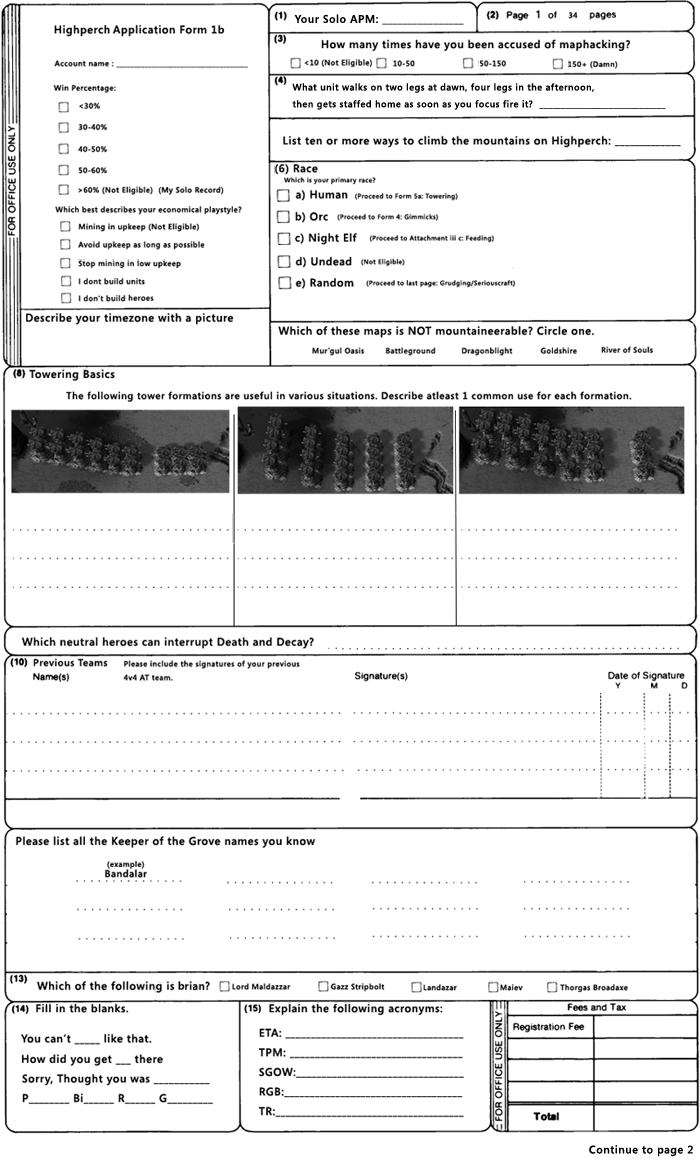 Highperch Application Form 1b
Account name : ____________________
Win Percentage:
<30%
30-40%
40-50%
50-60%
>60% (Not Eligible) (My Solo Record)
Which best describes your economical playstyle?
Mining in upkeep (Not Eligible)
Avoid upkeep as long as possible
Stop mining in low upkeep
I dont build units
I don't build heroes
FOR OFFICE USE ONLY
Describe your timezone with a picture
(1) Your Solo APM: ____________
(2) Page 1 of 34 pages
(3)
How many times have you been accused of maphacking?
<10 (Not Eligible) 10-50 50-150 150+ (Damn)
(4)
What unit walks on two legs at dawn, four legs in the afternoon,
then gets staffed home as soon as you focus fire it? ____________________
List ten or more ways to climb the mountains on Highperch: __________
(6) Race
Which is your primary race?
a) Human (Proceed to Form 5a: Towering)
b) Orc (Proceed to Form 4: Gimmicks)
c) Night Elf (Proceed to Attachment iii c: Feeding)
d) Undead (Not Eligible)
e) Random (Proceed to last page: Grudging/Seriouscraft)
Which of these maps is NOT mountaineerable? Circle one.
Mur'gul Oasis Battleground Dragonblight Goldshire River of Souls
(8) Towering Basics
The following tower formations are useful in various situations. Describe atleast 1 common use for each formation.
Which neutral heroes can interrupt Death and Decay?
(10) Previous Teams Please include the signatures of your previous
4v4 AT team.
Name(s) Signature(s) Date of Signature
Y M D
Please list all the Keeper of the Grove names you know
(example)
Bandalar
(13)
Which of the following is brian? Lord Maldazzar Gazz Stripbolt Landazar Maiev Thorgas Broadaxe
(14) Fill in the blanks.
You can't _____ like that.
How did you get ___ there
Sorry, Thought you was __________
P________ Bi______ R______ G_________
(15) Explain the following acronyms:
ETA: ______________________
TPM: ______________________
SGOW: ______________________
RGB: ______________________
TR: ______________________
FOR OFFICE USE ONLY
Fees and Tax
Registration Fee
Total
Continue to page 2